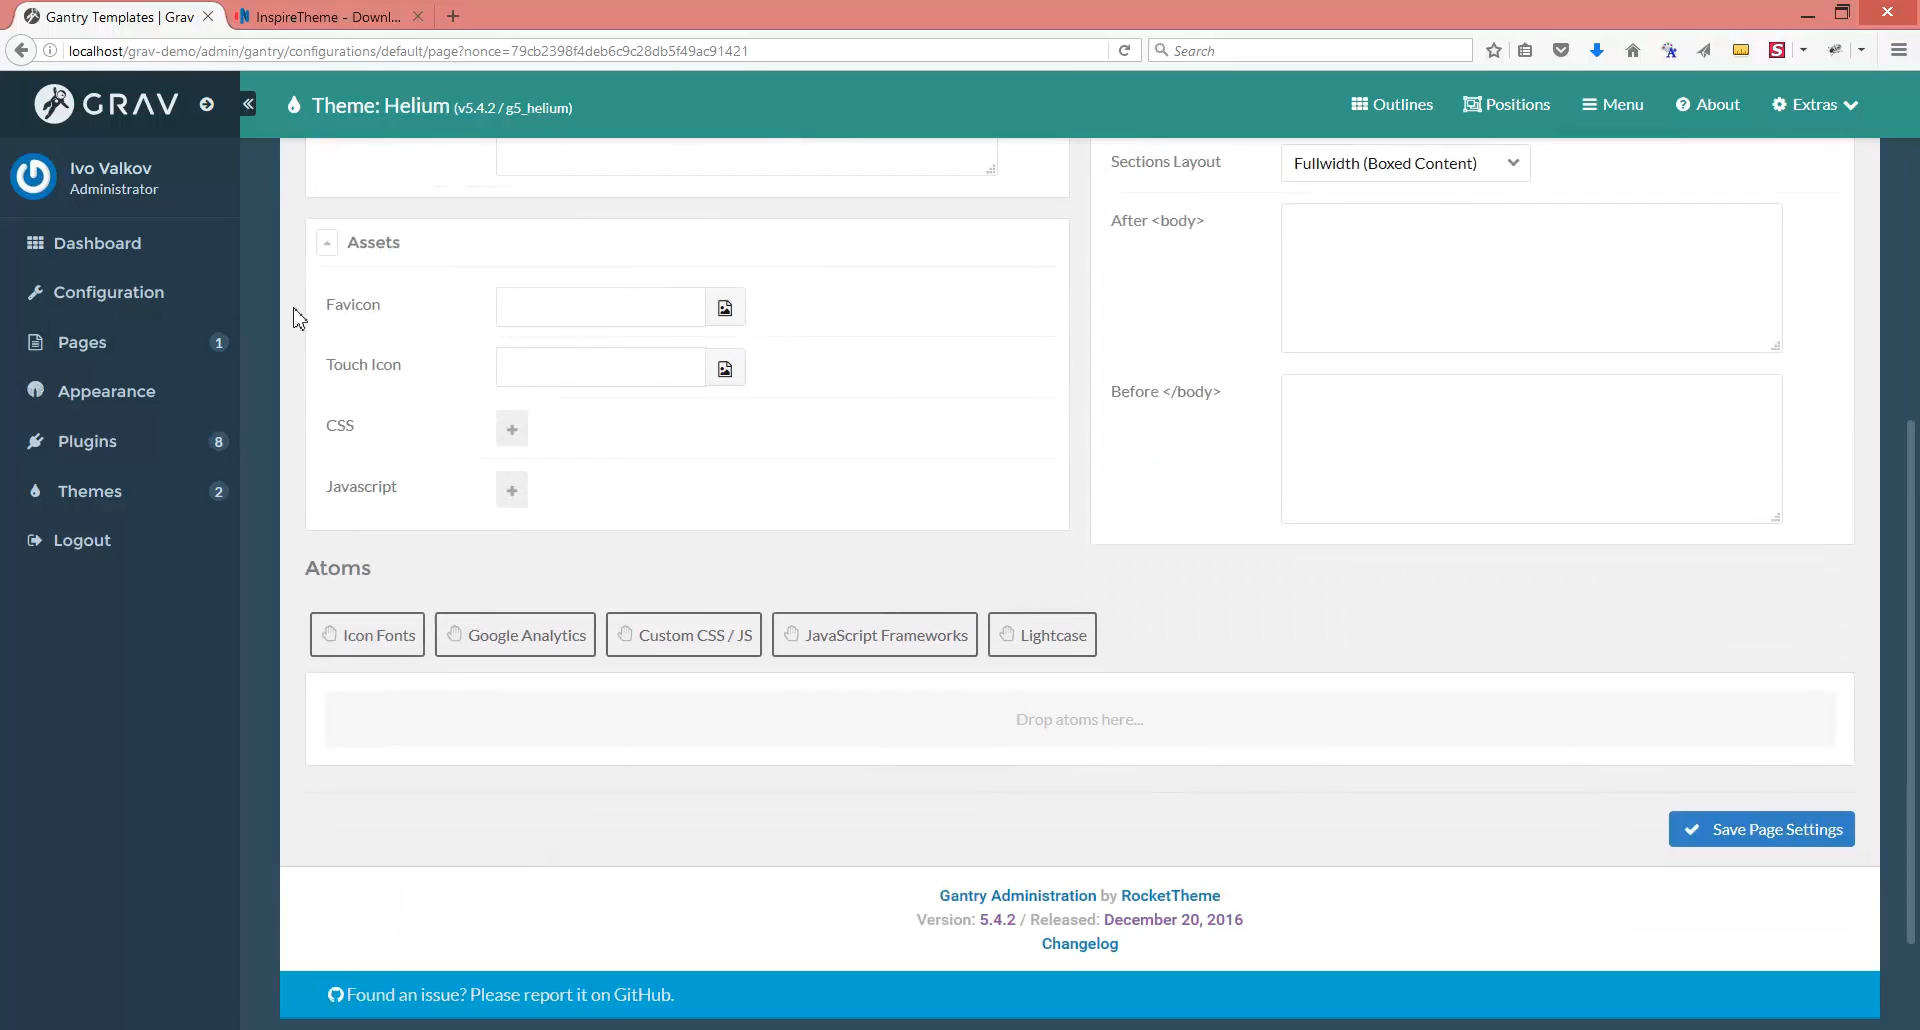 Gantry Templates | Grav
InspireTheme - Downl...
localhost/grav-demo/admin/gantry/configurations/default/page?nonce=79cb2398f4deb6c9c28db5f49ac91421
Search
GRAV
Theme: Helium (v5.4.2 / g5_helium)
Outlines
Positions
Menu
About
Extras
Ivo Valkov
Administrator
Dashboard
Configuration
Pages 1
Appearance
Plugins 8
Themes 2
Logout
Assets
Favicon
Touch Icon
CSS
Javascript
Sections Layout
Fullwidth (Boxed Content)
After <body>
Before </body>
Atoms
Icon Fonts
Google Analytics
Custom CSS / JS
JavaScript Frameworks
Lightcase
Drop atoms here...
Save Page Settings
Gantry Administration by RocketTheme
Version: 5.4.2 / Released: December 20, 2016
Changelog
Found an issue? Please report it on GitHub.